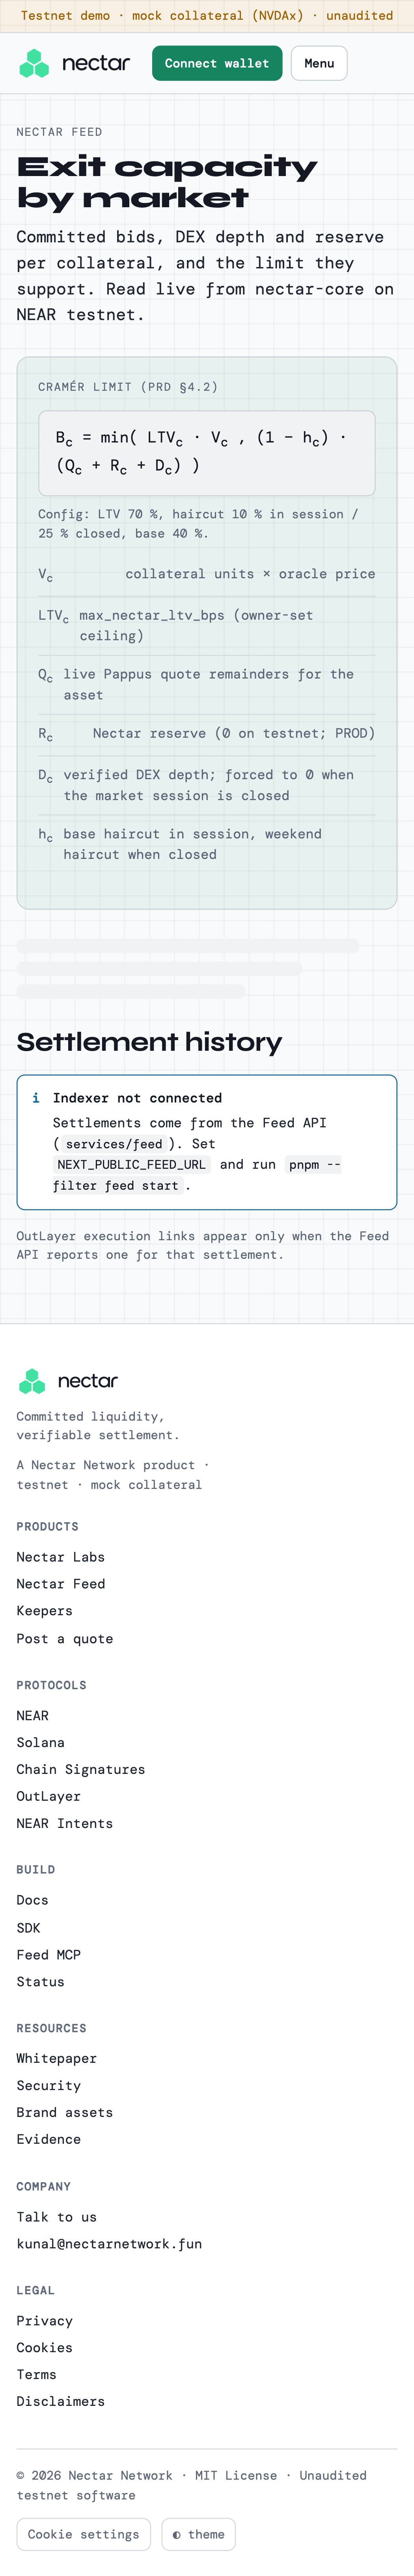 Testnet demo · mock collateral (NVDAx) · unaudited
nectar
Connect wallet
Menu
NECTAR FEED
Exit capacity
by market
Committed bids, DEX depth and reserve
per collateral, and the limit they
support. Read live from nectar-core on
NEAR testnet.
CRAMÉR LIMIT (PRD §4.2)
Bc = min( LTVc · Vc , (1 − hc) ·
(Qc + Rc + Dc) )
Config: LTV 70 %, haircut 10 % in session /
25 % closed, base 40 %.
Vc collateral units × oracle price
LTVc max_nectar_ltv_bps (owner-set
ceiling)
Qc live Pappus quote remainders for the
asset
Rc Nectar reserve (0 on testnet; PROD)
Dc verified DEX depth; forced to 0 when
the market session is closed
hc base haircut in session, weekend
haircut when closed
Settlement history
i Indexer not connected
Settlements come from the Feed API
( services/feed ). Set
NEXT_PUBLIC_FEED_URL and run pnpm --
filter feed start .
OutLayer execution links appear only when the Feed
API reports one for that settlement.
nectar
Committed liquidity,
verifiable settlement.
A Nectar Network product ·
testnet · mock collateral
PRODUCTS
Nectar Labs
Nectar Feed
Keepers
Post a quote
PROTOCOLS
NEAR
Solana
Chain Signatures
OutLayer
NEAR Intents
BUILD
Docs
SDK
Feed MCP
Status
RESOURCES
Whitepaper
Security
Brand assets
Evidence
COMPANY
Talk to us
kunal@nectarnetwork.fun
LEGAL
Privacy
Cookies
Terms
Disclaimers
© 2026 Nectar Network · MIT License · Unaudited
testnet software
Cookie settings
◐ theme